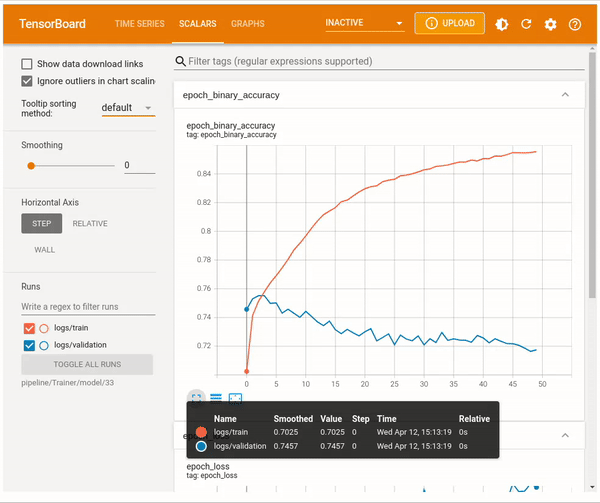 TensorBoard TIME SERIES SCALARS GRAPHS INACTIVE UPLOAD
Show data download links
Ignore outliers in chart scaling
Tooltip sorting
method: default
Smoothing
0
Horizontal Axis
STEP RELATIVE
WALL
Runs
Write a regex to filter runs
logs/train
logs/validation
TOGGLE ALL RUNS
pipeline/Trainer/model/33
Filter tags (regular expressions supported)
epoch_binary_accuracy
epoch_binary_accuracy
tag: epoch_binary_accuracy
0.84
0.82
0.8
0.78
0.76
0.74
0.72
0 5 10 15 20 25 30 35 40 45 50
Name Smoothed Value Step Time Relative
logs/train 0.7025 0.7025 0 Wed Apr 12, 15:13:19 0s
logs/validation 0.7457 0.7457 0 Wed Apr 12, 15:13:19 0s
epoch_loss
tag: epoch_loss